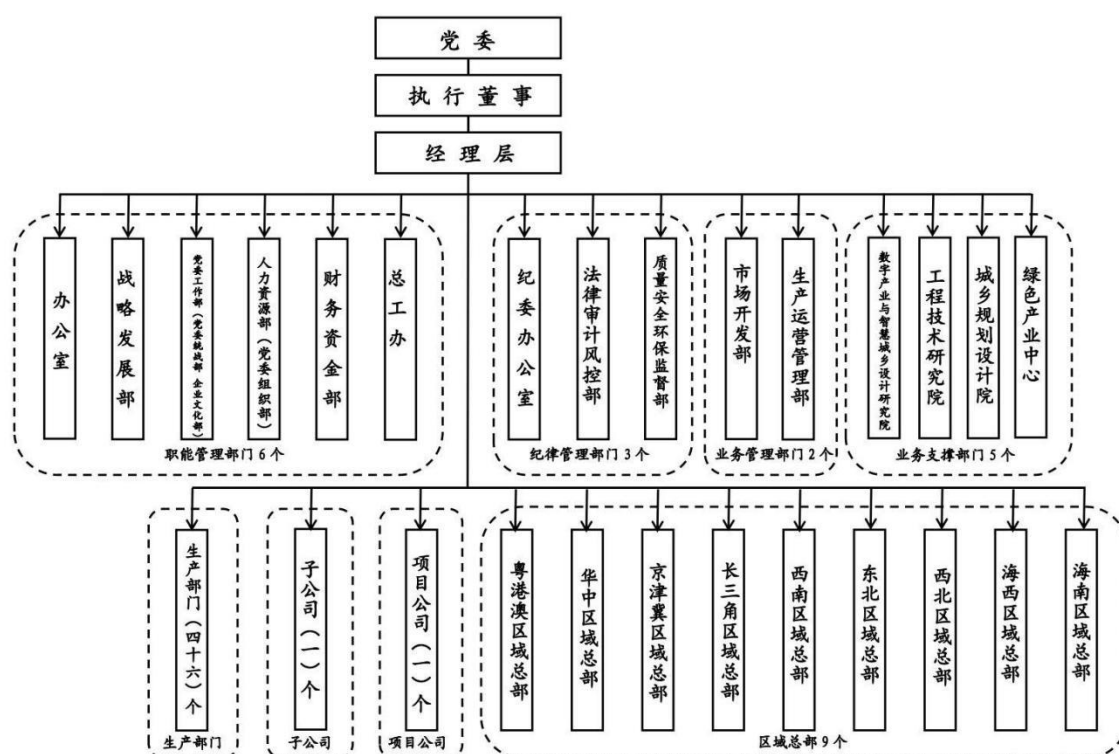 党委
执行董事
经理层
办公室
战略发展部
党委工作部（党委统战部 企业文化部）
人力资源部（党委组织部）
财务资金部
总工办
职能管理部门 6 个
纪委办公室
法律审计风控部
质量安全环保监督部
纪律管理部门 3 个
市场开发部
生产运营管理部
业务管理部门 2 个
数字产业与智慧城乡设计研究院
工程技术研究院
城乡规划设计院
绿色产业中心
业务支撑部门 5 个
生产部门（四十六）个
生产部门
子公司（一）个
子公司
项目公司（一）个
项目公司
粤港澳区域总部
华中区域总部
京津冀区域总部
长三角区域总部
西南区域总部
东北区域总部
西北区域总部
海西区域总部
海南区域总部
区域总部 9 个